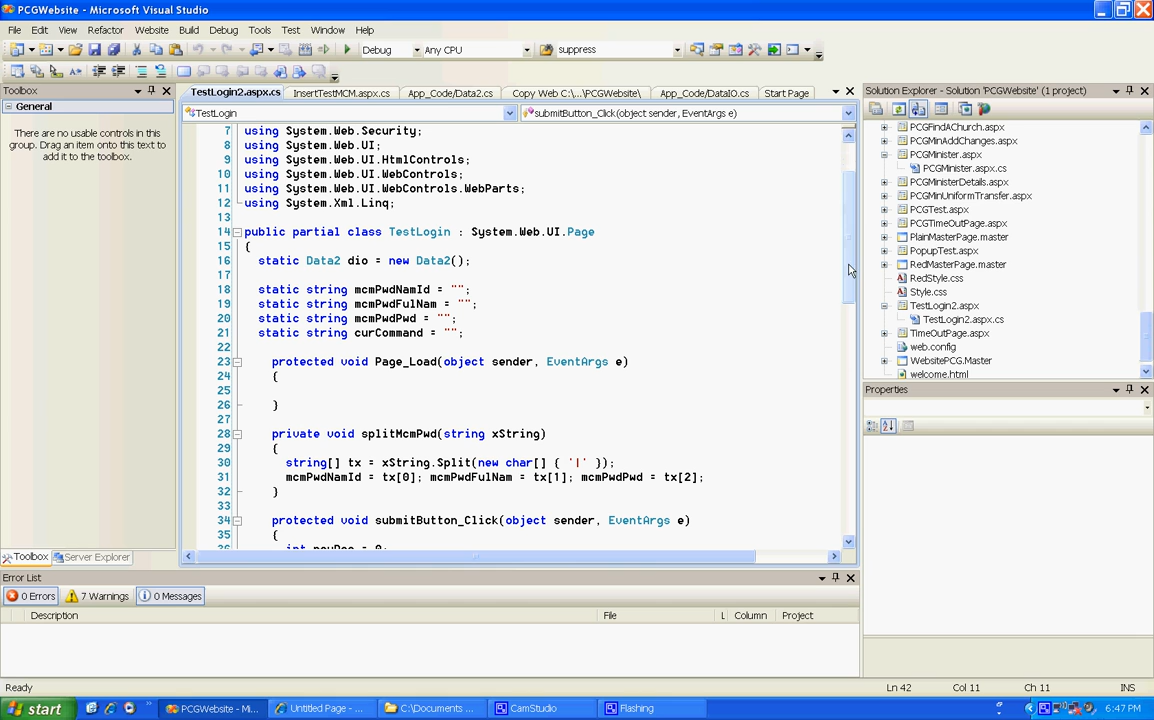 PCGWebsite - Microsoft Visual Studio
File Edit View Refactor Website Build Debug Tools Test Window Help
Debug Any CPU suppress
Toolbox
General
There are no usable controls in this group. Drag an item onto this text to add it to the toolbox.
Toolbox Server Explorer
TestLogin2.aspx.cs InsertTestMCM.aspx.cs App_Code/Data2.cs Copy Web C:\...\PCGWebsite\ App_Code/DataIO.cs Start Page
TestLogin submitButton_Click(object sender, EventArgs e)
7 using System.Web.Security;
8 using System.Web.UI;
9 using System.Web.UI.HtmlControls;
10 using System.Web.UI.WebControls;
11 using System.Web.UI.WebControls.WebParts;
12 using System.Xml.Linq;
13
14 public partial class TestLogin : System.Web.UI.Page
15 {
16 static Data2 dio = new Data2();
17
18 static string mcmPwdNamId = "";
19 static string mcmPwdFulNam = "";
20 static string mcmPwdPwd = "";
21 static string curCommand = "";
22
23 protected void Page_Load(object sender, EventArgs e)
24 {
25
26 }
27
28 private void splitMcmPwd(string xString)
29 {
30 string[] tx = xString.Split(new char[] { '|' });
31 mcmPwdNamId = tx[0]; mcmPwdFulNam = tx[1]; mcmPwdPwd = tx[2];
32 }
33
34 protected void submitButton_Click(object sender, EventArgs e)
35 {
Solution Explorer - Solution 'PCGWebsite' (1 project)
PCGFindAChurch.aspx
PCGMinAddChanges.aspx
PCGMinister.aspx
PCGMinister.aspx.cs
PCGMinisterDetails.aspx
PCGMinUniformTransfer.aspx
PCGTest.aspx
PCGTimeOutPage.aspx
PlainMasterPage.master
PopupTest.aspx
RedMasterPage.master
RedStyle.css
Style.css
TestLogin2.aspx
TestLogin2.aspx.cs
TimeOutPage.aspx
web.config
WebsitePCG.Master
welcome.html
Properties
Error List
0 Errors 7 Warnings 0 Messages
Description File L Column Project
Ready Ln 42 Col 11 Ch 11 INS
start PCGWebsite - Mi... Untitled Page - ... C:\Documents ... CamStudio Flashing 6:47 PM